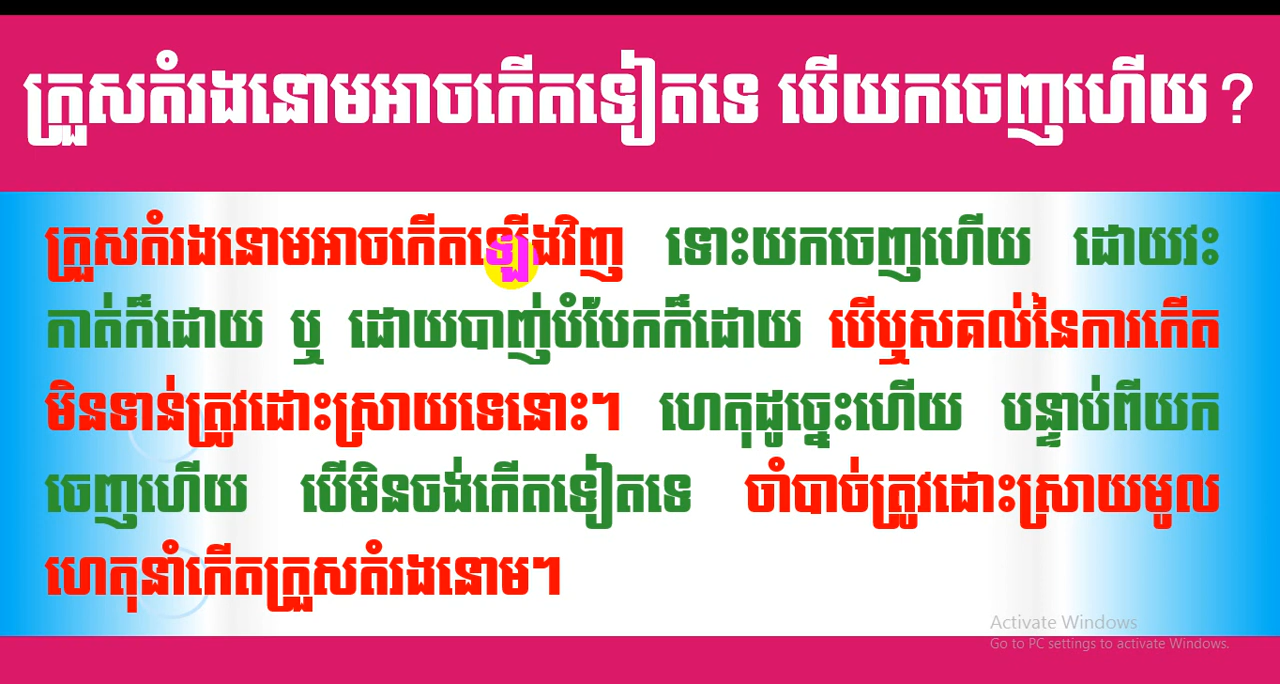 ក្រួសតំរងនោមអាចកើតទៀតទេ បើយកចេញហើយ?
ក្រួសតំរងនោមអាចកើតឡើងវិញ ទោះយកចេញហើយ ដោយវះ
កាត់ក៏ដោយ ឬ ដោយបាញ់បំបែកក៏ដោយ បើឬសគល់នៃការកើត
មិនទាន់ត្រូវដោះស្រាយទេនោះ។ ហេតុដូច្នេះហើយ បន្ទាប់ពីយក
ចេញហើយ បើមិនចង់កើតទៀតទេ ចាំបាច់ត្រូវដោះស្រាយមូល
ហេតុនាំកើតក្រួសតំរងនោម។
Activate Windows
Go to PC settings to activate Windows.